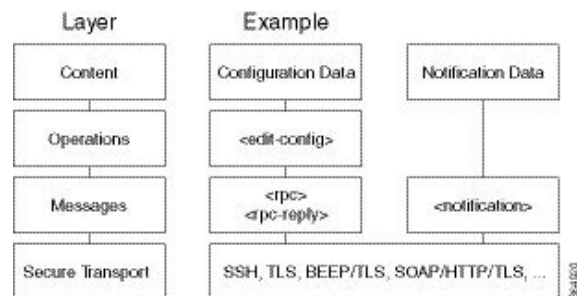 Layer Example
Content Configuration Data Notification Data
Operations <edit-config>
Messages <rpc>
<rpc-reply> <notification>
Secure Transport SSH, TLS, BEEP/TLS, SOAP/HTTP/TLS, ...